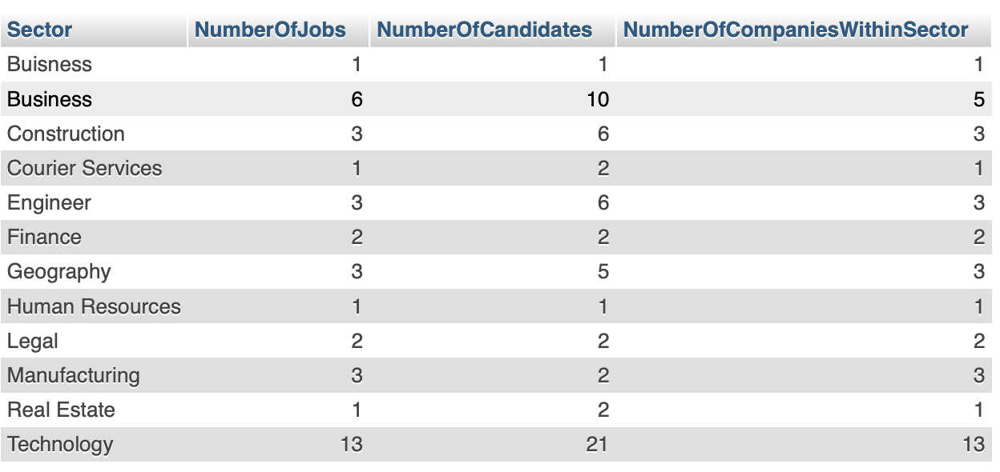 Sector NumberOfJobs NumberOfCandidates NumberOfCompaniesWithinSector
Buisness 1 1 1
Business 6 10 5
Construction 3 6 3
Courier Services 1 2 1
Engineer 3 6 3
Finance 2 2 2
Geography 3 5 3
Human Resources 1 1 1
Legal 2 2 2
Manufacturing 3 2 3
Real Estate 1 2 1
Technology 13 21 13